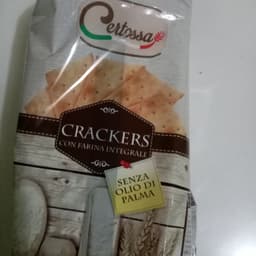 Certossa
CRACKERS
CON FARINA INTEGRALE
SENZA
OLIO DI
PALMA